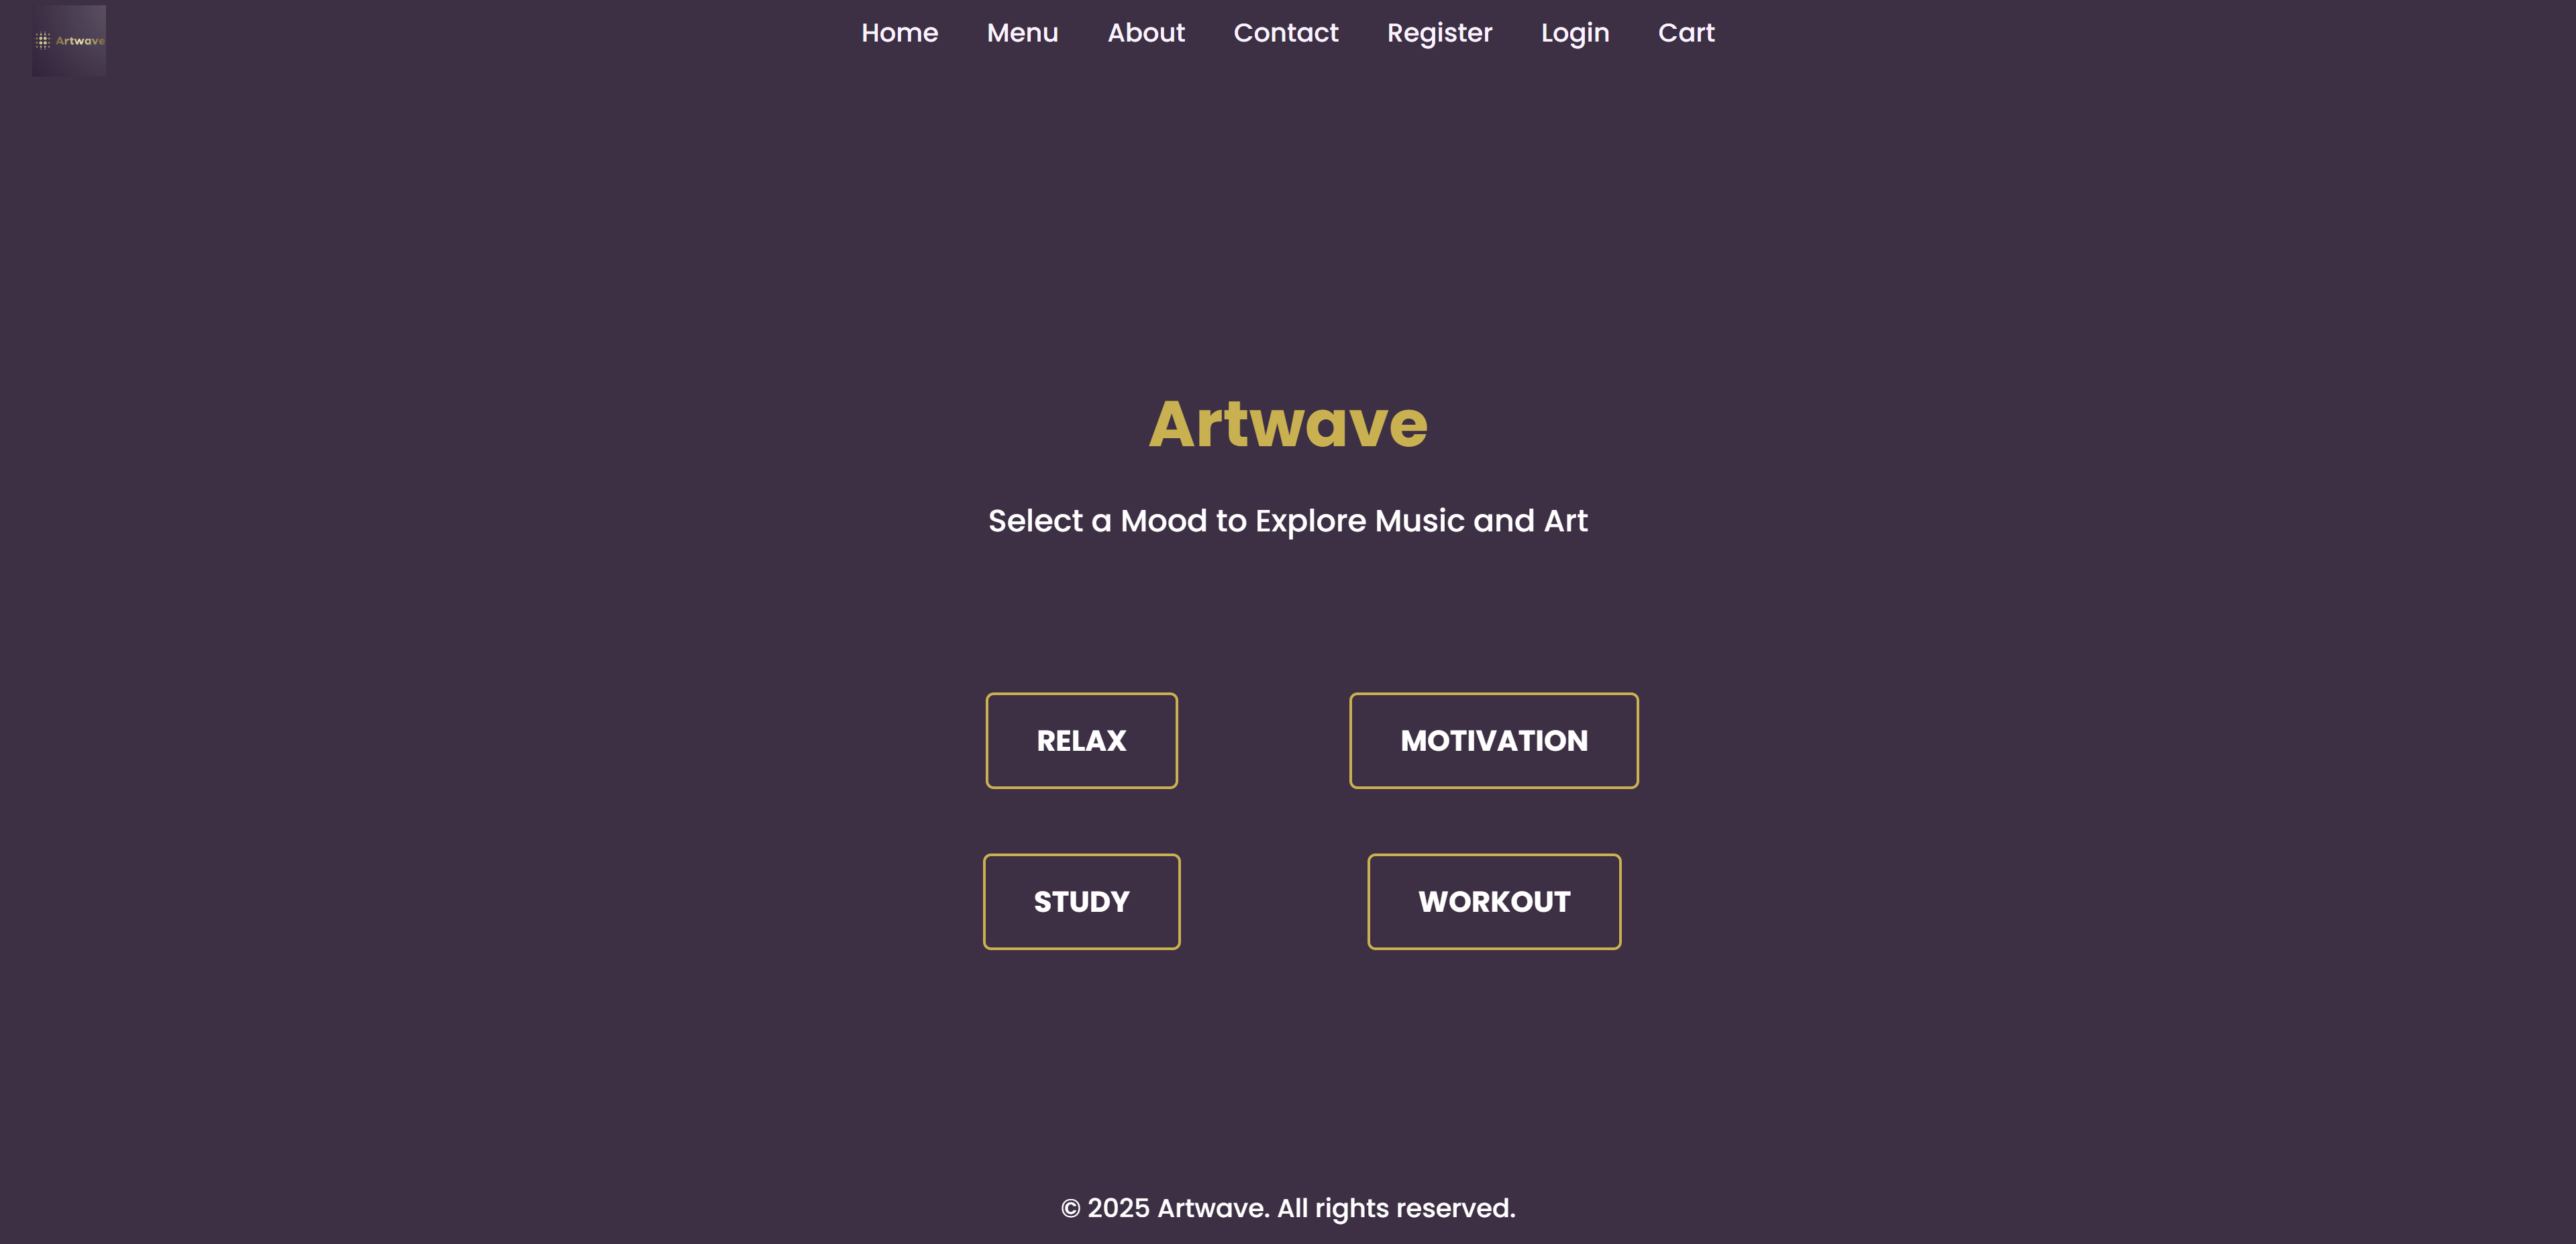 Artwave
Home Menu About Contact Register Login Cart
Artwave
Select a Mood to Explore Music and Art
RELAX MOTIVATION
STUDY WORKOUT
© 2025 Artwave. All rights reserved.